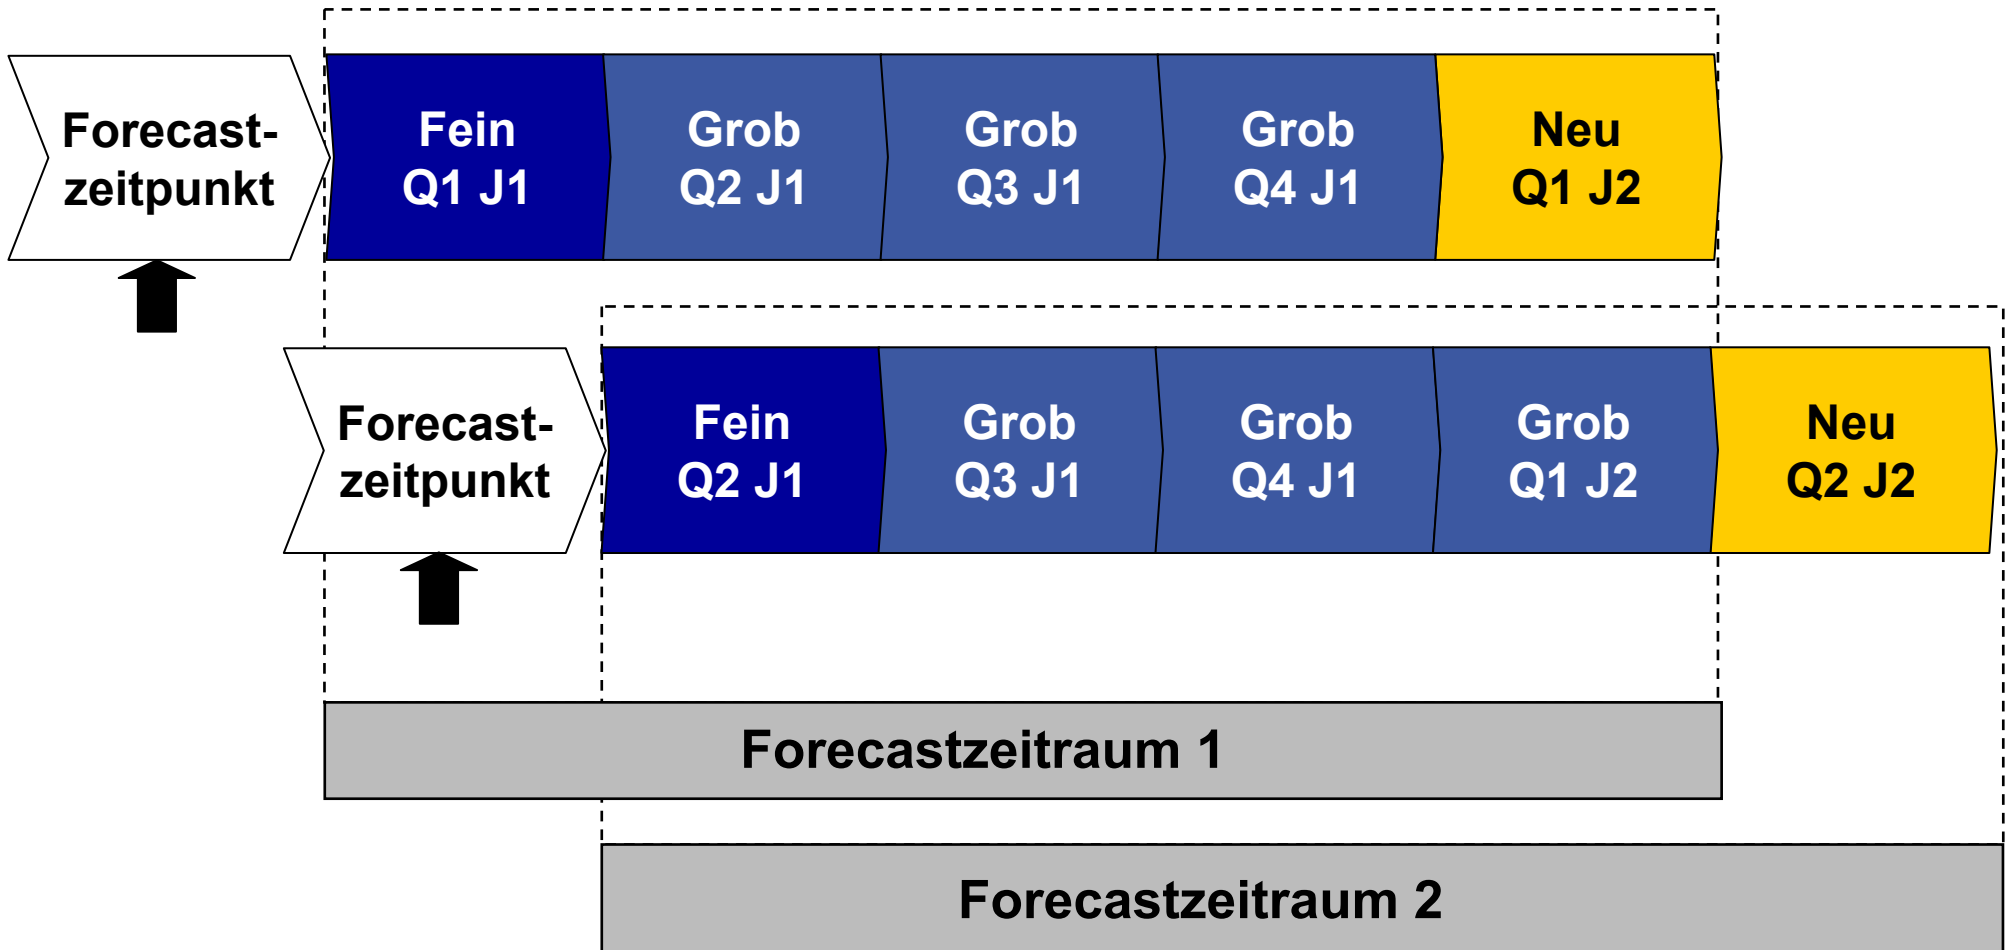 Forecast-
zeitpunkt
Fein
Q1 J1
Grob
Q2 J1
Grob
Q3 J1
Grob
Q4 J1
Neu
Q1 J2
Forecast-
zeitpunkt
Fein
Q2 J1
Grob
Q3 J1
Grob
Q4 J1
Grob
Q1 J2
Neu
Q2 J2
Forecastzeitraum 1
Forecastzeitraum 2